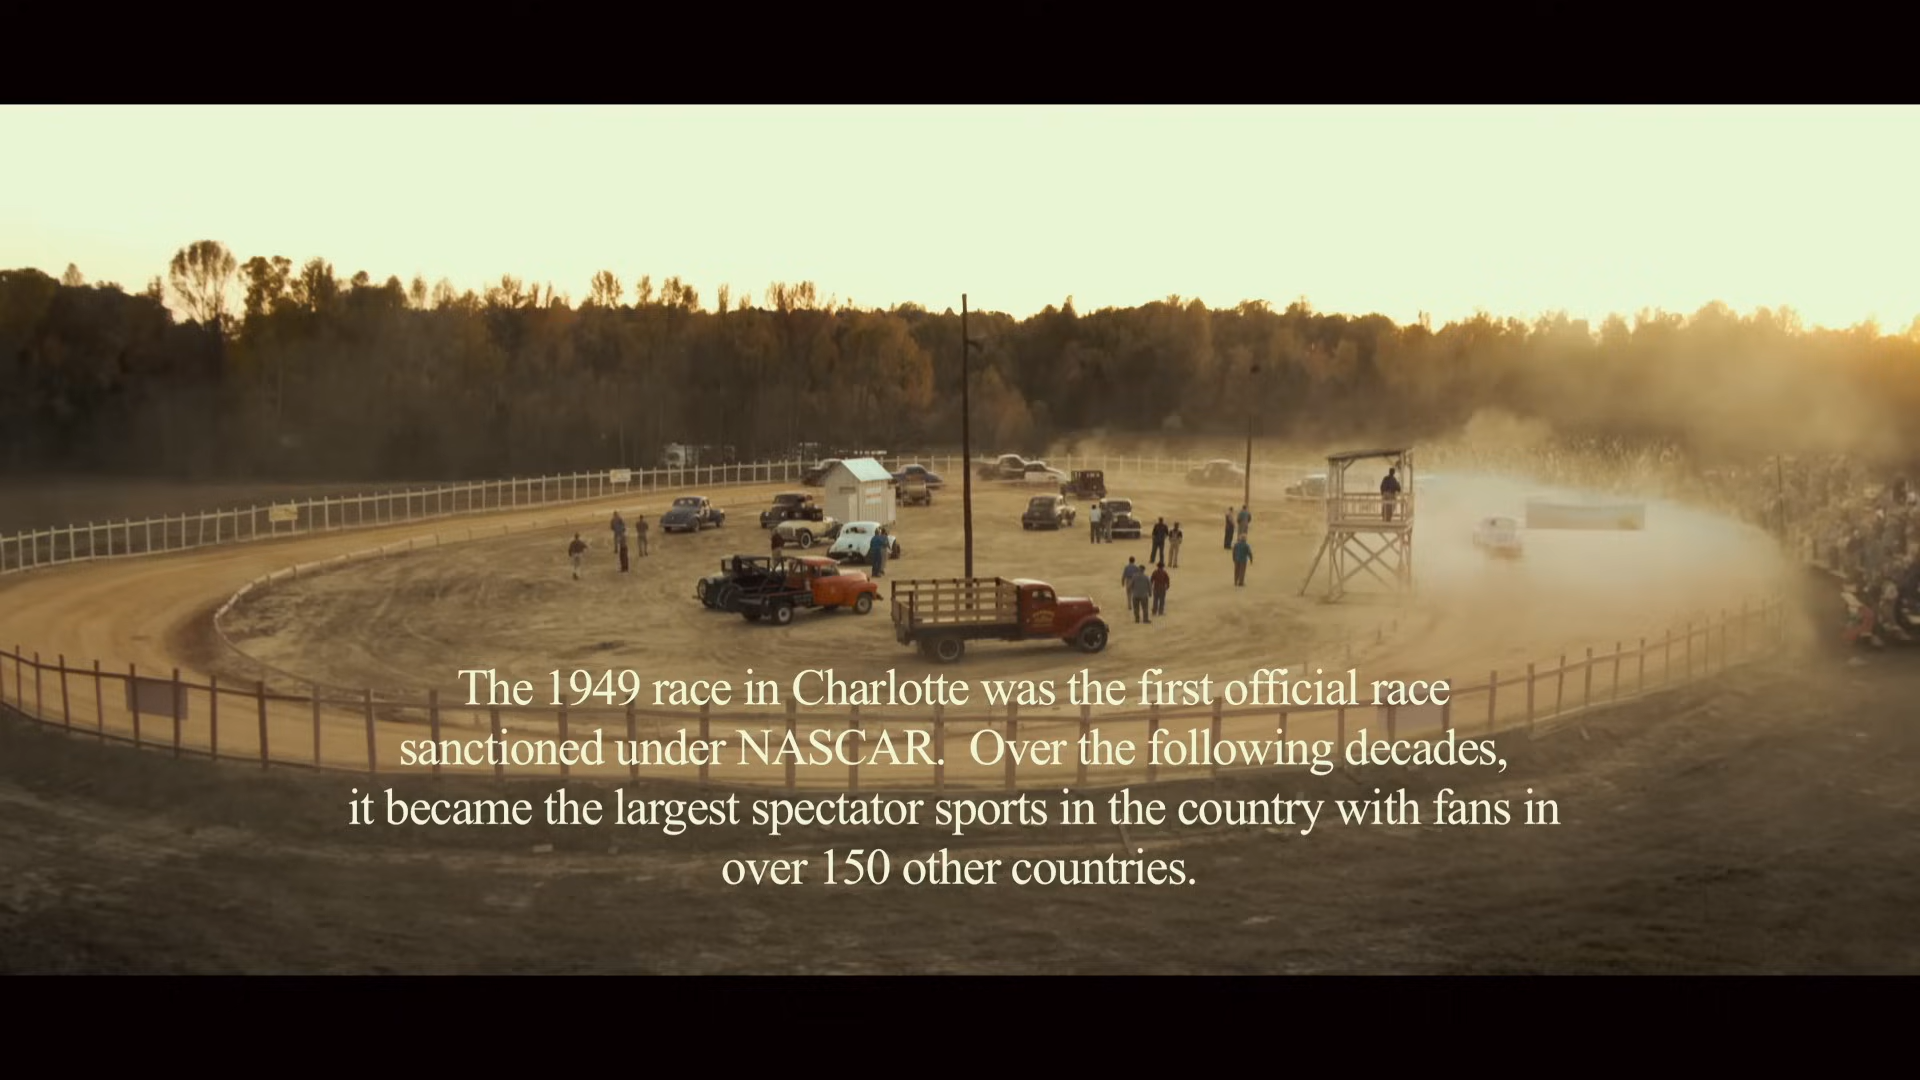 The 1949 race in Charlotte was the first official race
sanctioned under NASCAR.  Over the following decades,
it became the largest spectator sports in the country with fans in
over 150 other countries.